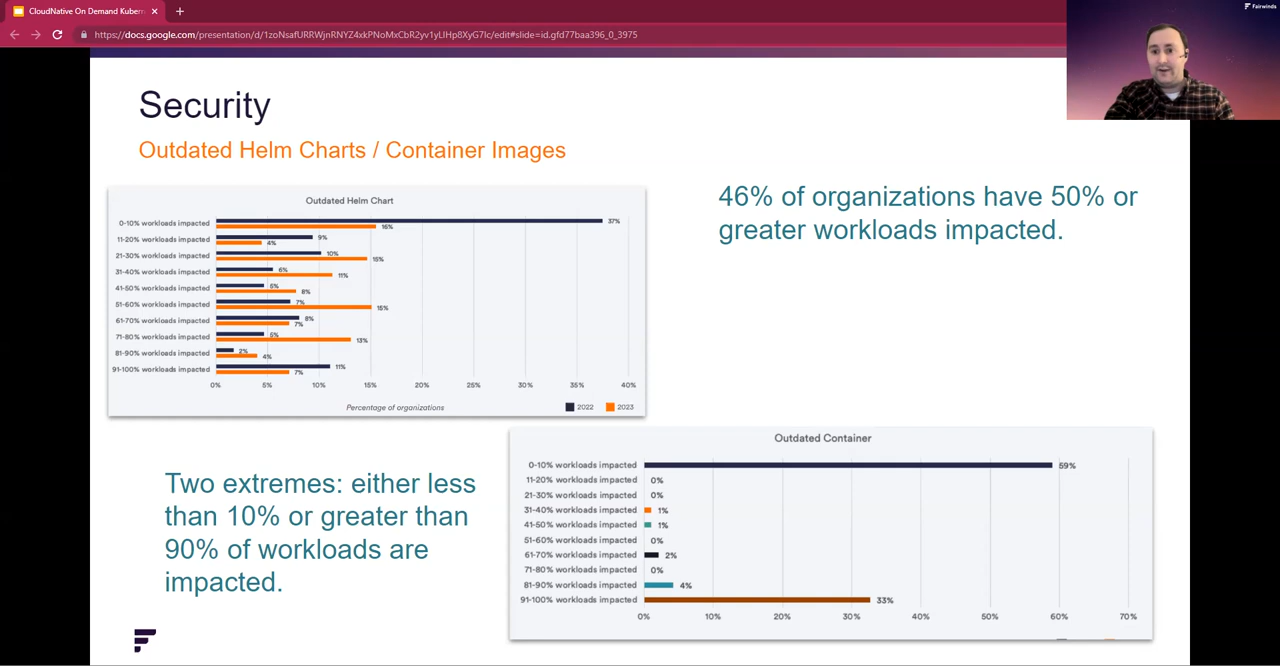 CloudNative On Demand Kubern
https://docs.google.com/presentation/d/1zoNsafURRWjnRNYZ4xkPNoMxCbR2yv1yLIHp8XyG7Ic/edit#slide=id.gfd77baa396_0_3975
Fairwinds
Security
Outdated Helm Charts / Container Images
Outdated Helm Chart
0-10% workloads impacted 37% 16%
11-20% workloads impacted 9% 4%
21-30% workloads impacted 10% 15%
31-40% workloads impacted 6% 11%
41-50% workloads impacted 5% 8%
51-60% workloads impacted 7% 15%
61-70% workloads impacted 8% 7%
71-80% workloads impacted 5% 13%
81-90% workloads impacted 2% 4%
91-100% workloads impacted 11% 7%
0% 5% 10% 15% 20% 25% 30% 35% 40%
Percentage of organizations
2022 2023
46% of organizations have 50% or
greater workloads impacted.
Two extremes: either less
than 10% or greater than
90% of workloads are
impacted.
Outdated Container
0-10% workloads impacted 59%
11-20% workloads impacted 0%
21-30% workloads impacted 0%
31-40% workloads impacted 1%
41-50% workloads impacted 1%
51-60% workloads impacted 0%
61-70% workloads impacted 2%
71-80% workloads impacted 0%
81-90% workloads impacted 4%
91-100% workloads impacted 33%
0% 10% 20% 30% 40% 50% 60% 70%